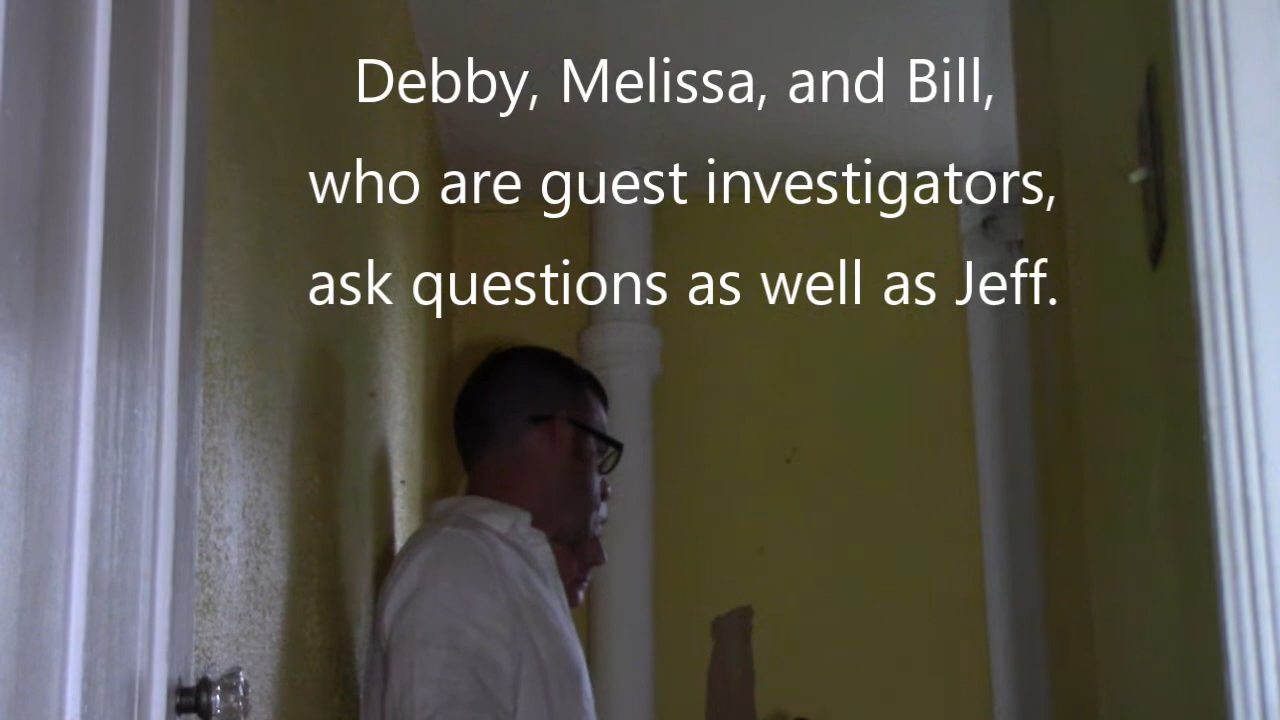 Debby, Melissa, and Bill,
who are guest investigators,
ask questions as well as Jeff.